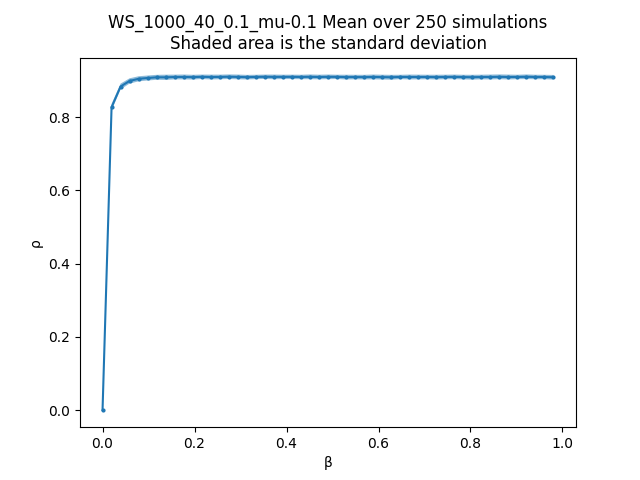 WS_1000_40_0.1_mu-0.1 Mean over 250 simulations
Shaded area is the standard deviation
0.8
0.6
ρ
0.4
0.2
0.0
0.0 0.2 0.4 0.6 0.8 1.0
β